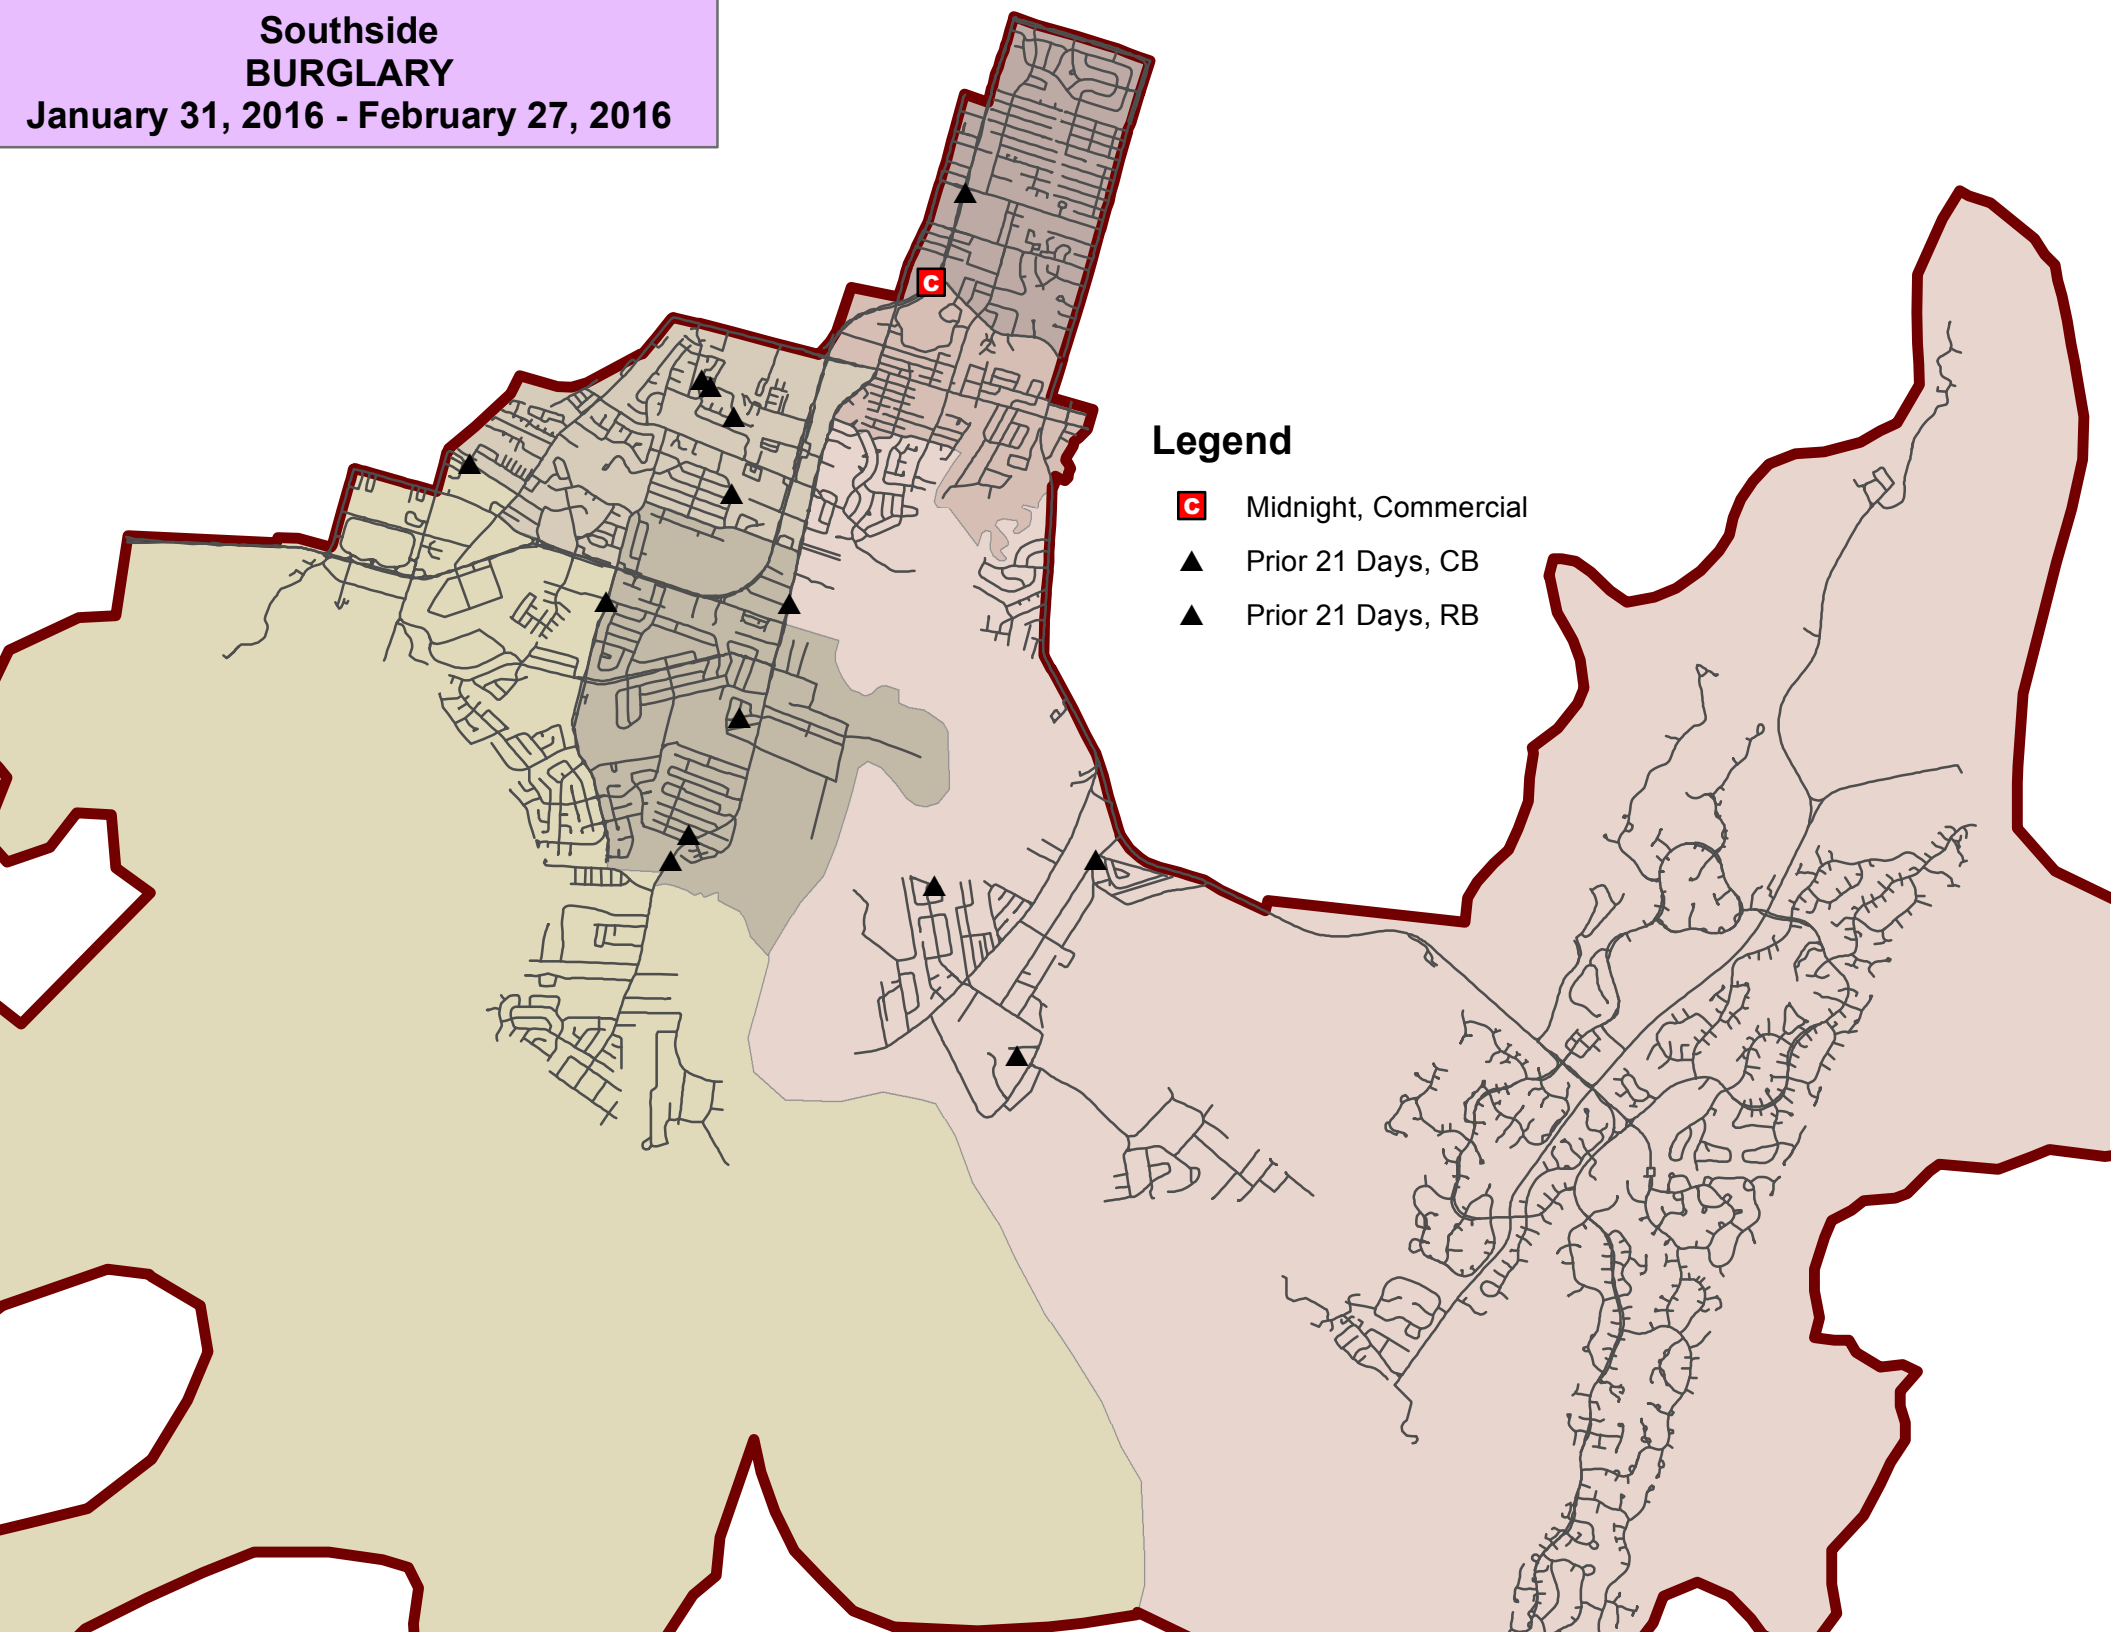 Southside
BURGLARY
January 31, 2016 - February 27, 2016
C
Legend
C Midnight, Commercial
Prior 21 Days, CB
Prior 21 Days, RB